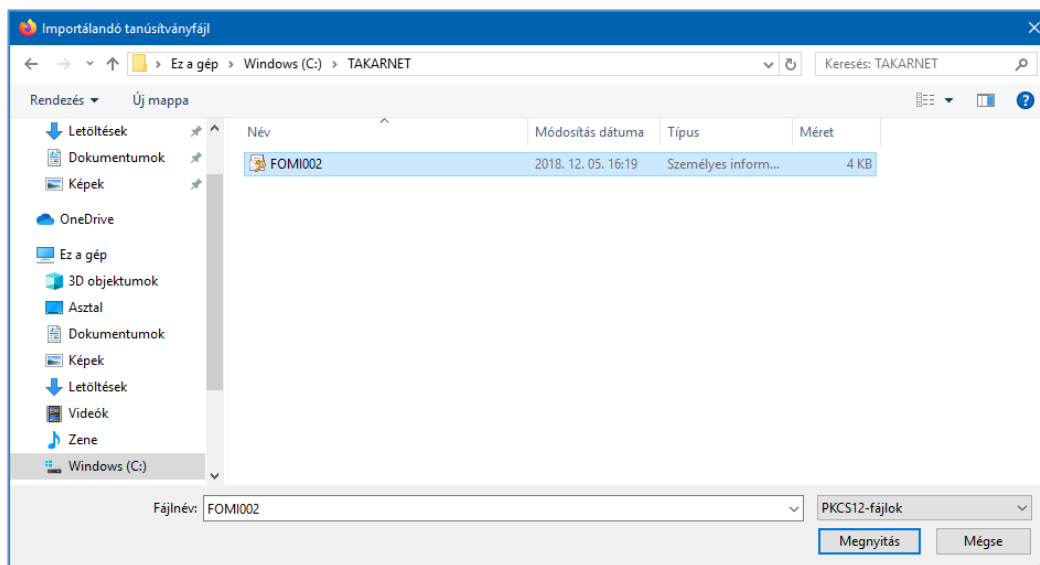 Importálandó tanúsítványfájl
Ez a gép > Windows (C:) > TAKARNET
Keresés: TAKARNET
Rendezés
Új mappa
Letöltések
Dokumentumok
Képek
OneDrive
Ez a gép
3D objektumok
Asztal
Dokumentumok
Képek
Letöltések
Videók
Zene
Windows (C:)
Név Módosítás dátuma Típus Méret
FOMI002 2018. 12. 05. 16:19 Személyes inform... 4 KB
Fájlnév: FOMI002 PKCS12-fájlok
Megnyitás Mégse